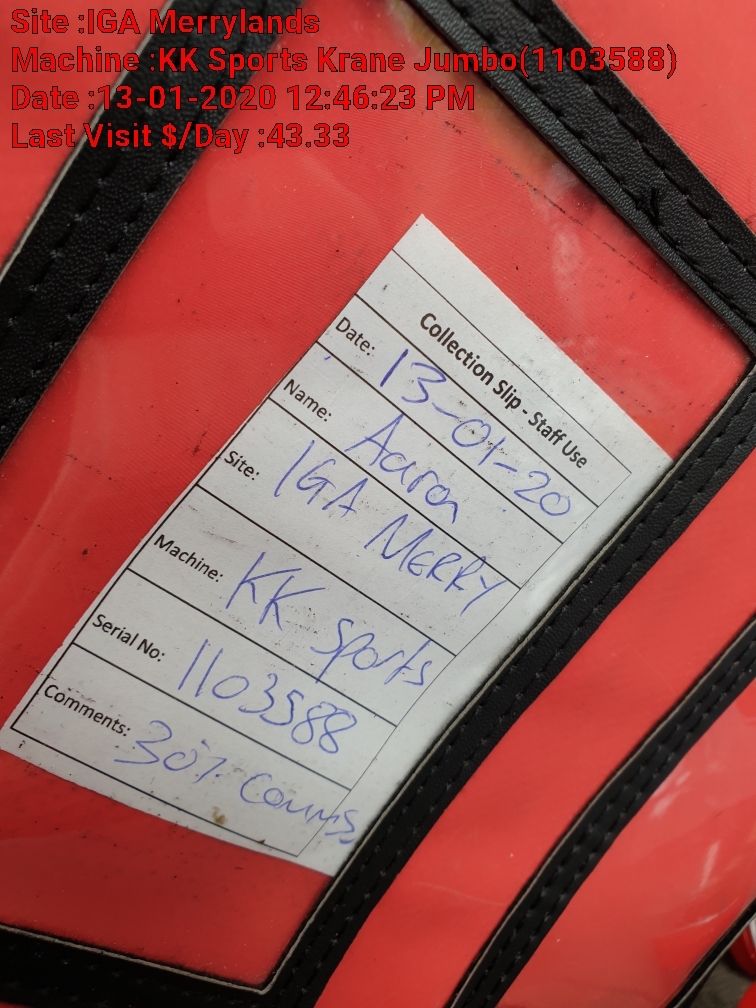 Site :IGA Merrylands
Machine :KK Sports Krane Jumbo(1103588)
Date :13-01-2020 12:46:23 PM
Last Visit $/Day :43.33
Collection Slip - Staff Use
Date: 13-01-20
Name: Aaron
Site: IGA MERRY
Machine: KK Sports
Serial No: 1103588
Comments: 30% Comms